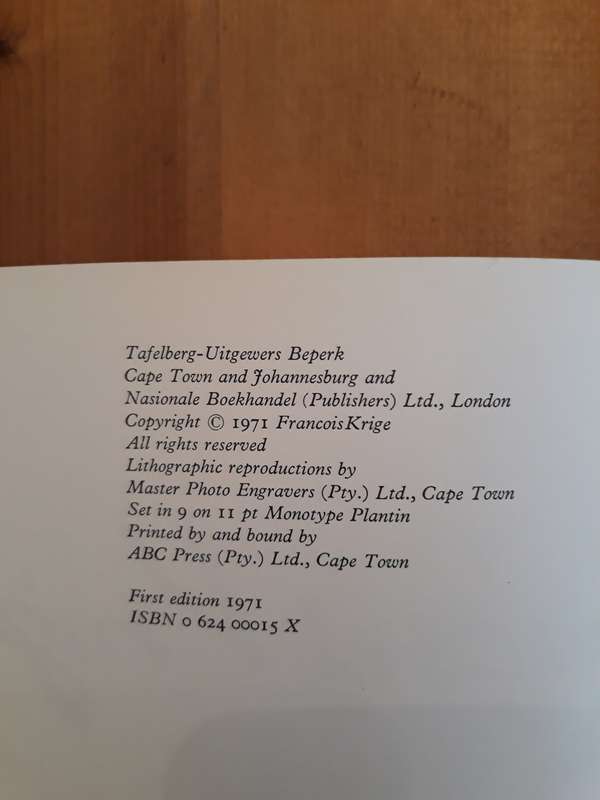 Tafelberg-Uitgewers Beperk
Cape Town and Johannesburg and
Nasionale Boekhandel (Publishers) Ltd., London
Copyright © 1971 Francois Krige
All rights reserved
Lithographic reproductions by
Master Photo Engravers (Pty.) Ltd., Cape Town
Set in 9 on 11 pt Monotype Plantin
Printed by and bound by
ABC Press (Pty.) Ltd., Cape Town
First edition 1971
ISBN 0 624 00015 X